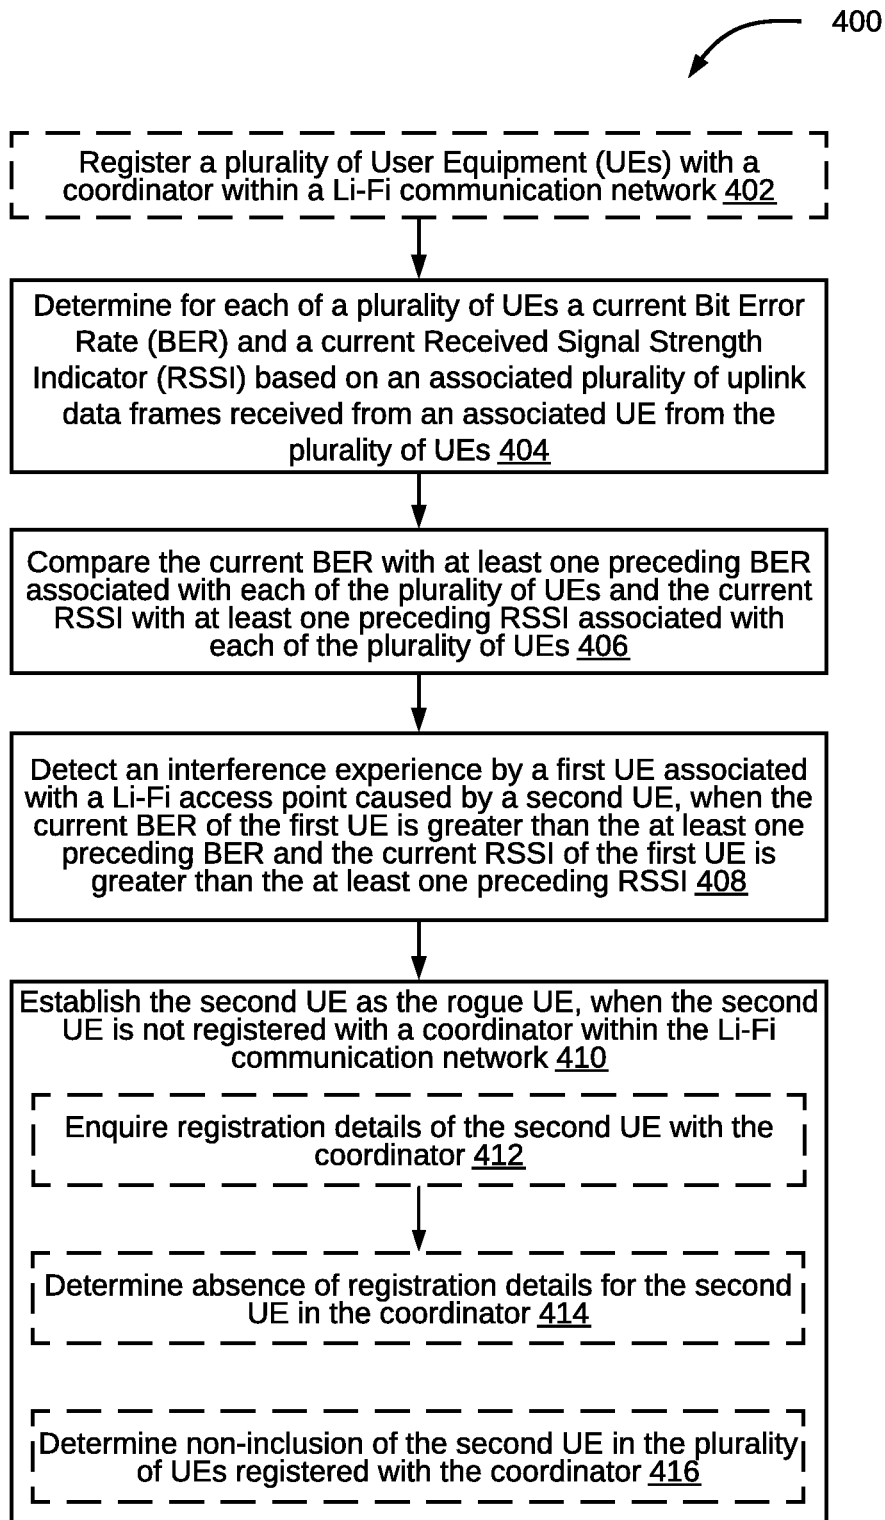 400
Register a plurality of User Equipment (UEs) with a
coordinator within a Li-Fi communication network 402
Determine for each of a plurality of UEs a current Bit Error
Rate (BER) and a current Received Signal Strength
Indicator (RSSI) based on an associated plurality of uplink
data frames received from an associated UE from the
plurality of UEs 404
Compare the current BER with at least one preceding BER
associated with each of the plurality of UEs and the current
RSSI with at least one preceding RSSI associated with
each of the plurality of UEs 406
Detect an interference experience by a first UE associated
with a Li-Fi access point caused by a second UE, when the
current BER of the first UE is greater than the at least one
preceding BER and the current RSSI of the first UE is
greater than the at least one preceding RSSI 408
Establish the second UE as the rogue UE, when the second
UE is not registered with a coordinator within the Li-Fi
communication network 410
Enquire registration details of the second UE with the
coordinator 412
Determine absence of registration details for the second
UE in the coordinator 414
Determine non-inclusion of the second UE in the plurality
of UEs registered with the coordinator 416